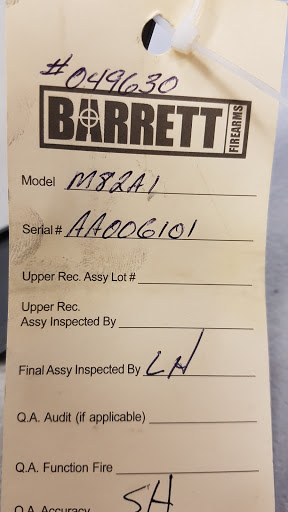 #049630
BARRETT FIREARMS
Model M82A1
Serial # AA006101
Upper Rec. Assy Lot #
Upper Rec.
Assy Inspected By
Final Assy Inspected By LH
Q.A. Audit (if applicable)
Q.A. Function Fire
Q.A. Accuracy SH